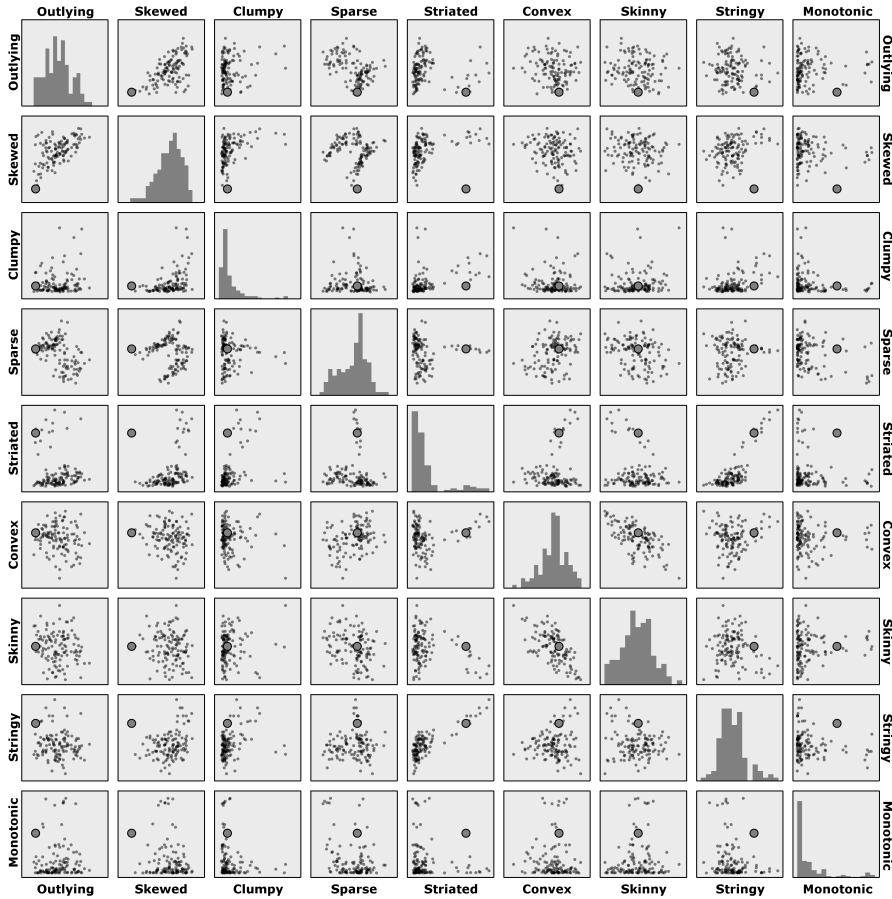 Outlying Skewed Clumpy Sparse Striated Convex Skinny Stringy Monotonic
Outlying Outlying
Skewed Skewed
Clumpy Clumpy
Sparse Sparse
Striated Striated
Convex Convex
Skinny Skinny
Stringy Stringy
Monotonic Monotonic
Outlying Skewed Clumpy Sparse Striated Convex Skinny Stringy Monotonic